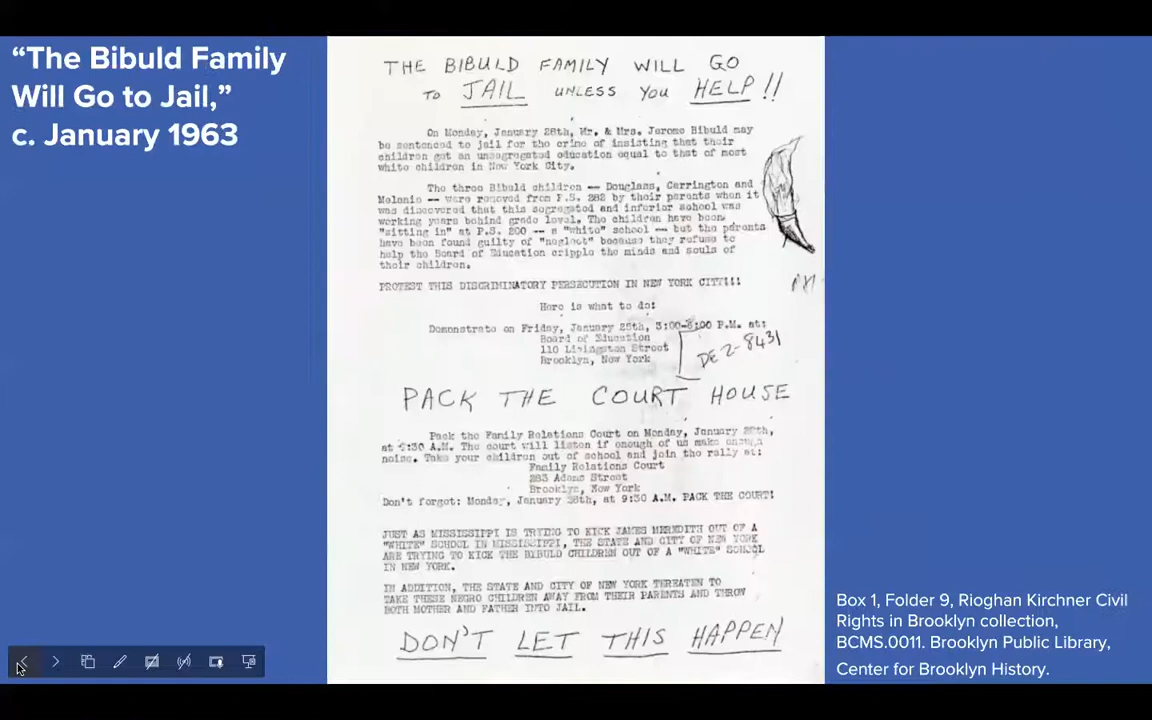 “The Bibuld Family
Will Go to Jail,”
c. January 1963
THE BIBULD FAMILY WILL GO
TO JAIL UNLESS YOU HELP!!
On Monday, January 28th, Mr. & Mrs. Jerome Bibuld may
be sentenced to jail for the crime of insisting that their
children get an unsegregated education equal to that of most
white children in New York City.
The three Bibuld children -- Douglass, Carrington and
Melanie -- were removed from P.S. 282 by their parents when it
was discovered that this segregated and inferior school was
working years behind grade level. The children have been
"sitting in" at P.S. 200 -- a "white" school -- but the parents
have been found guilty of "neglect" because they refuse to
help the Board of Education cripple the minds and souls of
their children.
PROTEST THIS DISCRIMINATORY PERSECUTION IN NEW YORK CITY!!!
Here is what to do:
Demonstrate on Friday, January 25th, 3:00-6:00 P.M. at:
Board of Education
110 Livingston Street
Brooklyn, New York
DE 2-8431
PACK THE COURT HOUSE
Pack the Family Relations Court on Monday, January 28th,
at 9:30 A.M. The court will listen if enough of us make enough
noise. Take your children out of school and join the rally at:
Family Relations Court
283 Adams Street
Brooklyn, New York
Don't forget: Monday, January 28th, at 9:30 A.M. PACK THE COURT!
JUST AS MISSISSIPPI IS TRYING TO KICK JAMES MEREDITH OUT OF A
"WHITE" SCHOOL IN MISSISSIPPI, THE STATE AND CITY OF NEW YORK
ARE TRYING TO KICK THE BIBULD CHILDREN OUT OF A "WHITE" SCHOOL
IN NEW YORK.
IN ADDITION, THE STATE AND CITY OF NEW YORK THREATEN TO
TAKE THESE NEGRO CHILDREN AWAY FROM THEIR PARENTS AND THROW
BOTH MOTHER AND FATHER INTO JAIL.
DON'T LET THIS HAPPEN
Box 1, Folder 9, Rioghan Kirchner Civil
Rights in Brooklyn collection,
BCMS.0011. Brooklyn Public Library,
Center for Brooklyn History.